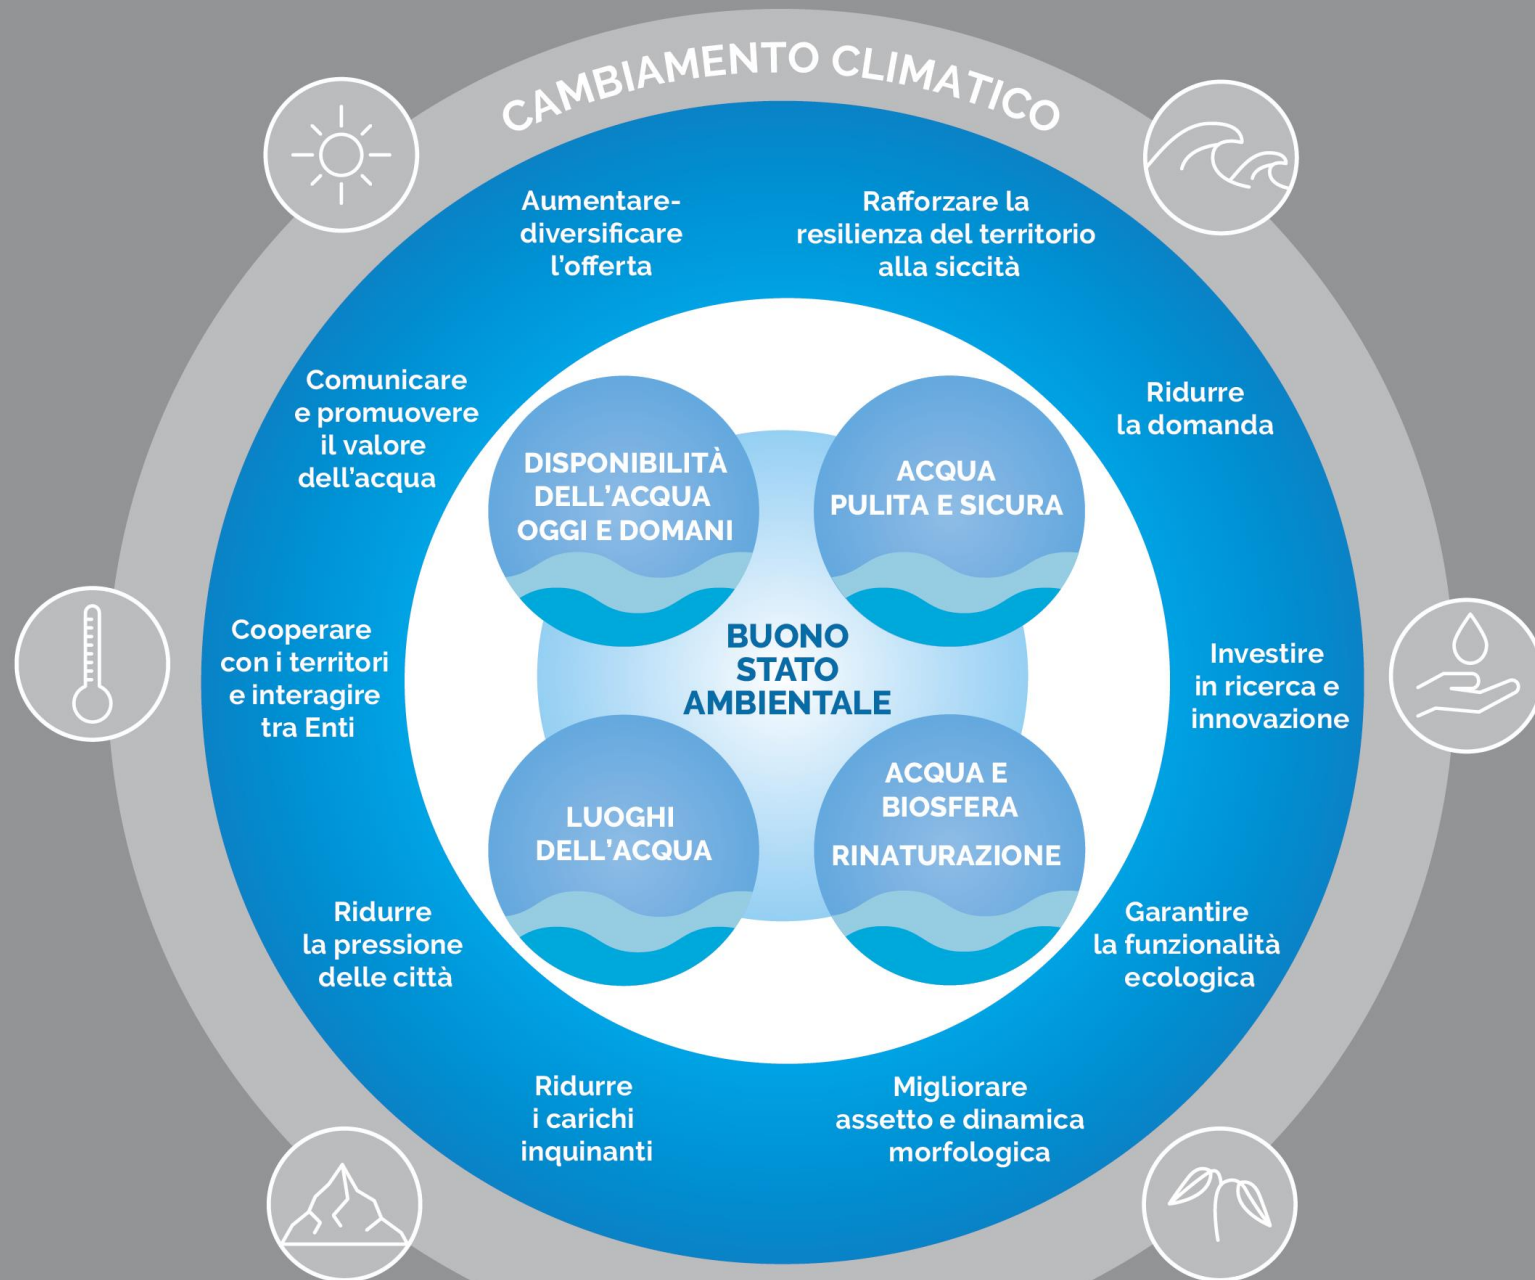 CAMBIAMENTO CLIMATICO
Aumentare-
diversificare
l'offerta
Rafforzare la
resilienza del territorio
alla siccità
Comunicare
e promuovere
il valore
dell'acqua
Ridurre
la domanda
DISPONIBILITÀ
DELL'ACQUA
OGGI E DOMANI
ACQUA
PULITA E SICURA
Cooperare
con i territori
e interagire
tra Enti
BUONO
STATO
AMBIENTALE
Investire
in ricerca e
innovazione
LUOGHI
DELL'ACQUA
ACQUA E
BIOSFERA
RINATURAZIONE
Ridurre
la pressione
delle città
Garantire
la funzionalità
ecologica
Ridurre
i carichi
inquinanti
Migliorare
assetto e dinamica
morfologica